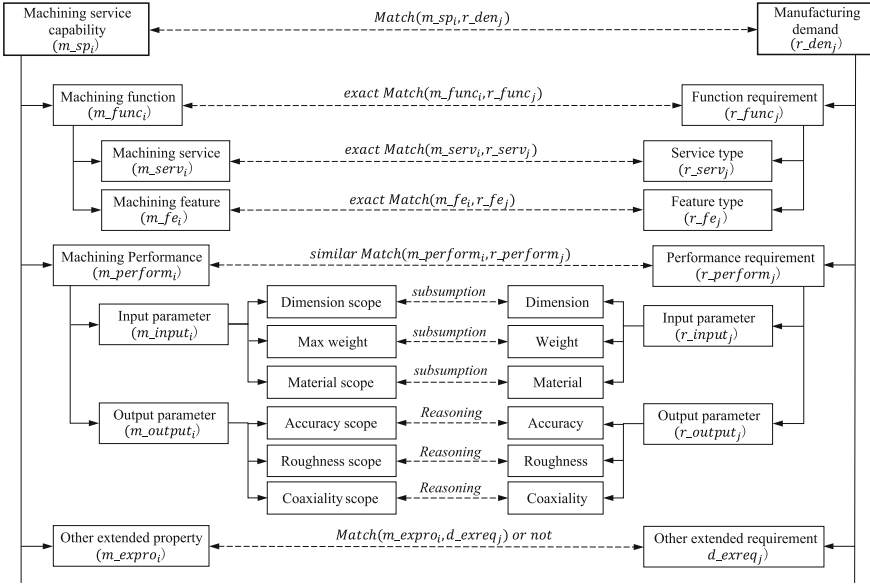 Machining service
capability
(m_sp_i)
Match(m_sp_i,r_den_j)
Manufacturing
demand
(r_den_j)
Machining function
(m_func_i)
exact Match(m_func_i,r_func_j)
Function requirement
(r_func_j)
Machining service
(m_serv_i)
exact Match(m_serv_i,r_serv_j)
Service type
(r_serv_j)
Machining feature
(m_fe_i)
exact Match(m_fe_i,r_fe_j)
Feature type
(r_fe_j)
Machining Performance
(m_perform_i)
similar Match(m_perform_i,r_perform_j)
Performance requirement
(r_perform_j)
Input parameter
(m_input_i)
Dimension scope
subsumption
Dimension
Max weight
subsumption
Weight
Material scope
subsumption
Material
Input parameter
(r_input_j)
Output parameter
(m_output_i)
Accuracy scope
Reasoning
Accuracy
Roughness scope
Reasoning
Roughness
Coaxiality scope
Reasoning
Coaxiality
Output parameter
(r_output_j)
Other extended property
(m_expro_i)
Match(m_expro_i,d_exreq_j) or not
Other extended requirement
d_exreq_j)